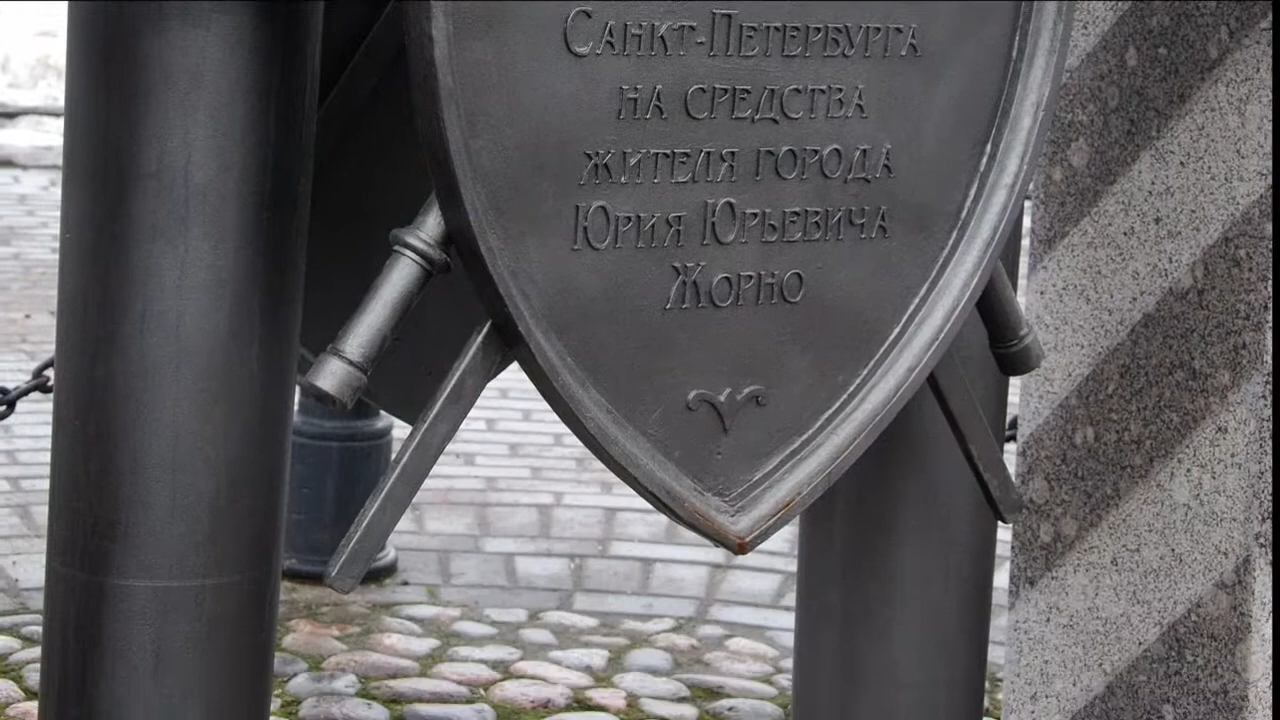 Санкт-Петербурга
на средства
жителя города
Юрия Юрьевича
Жорно